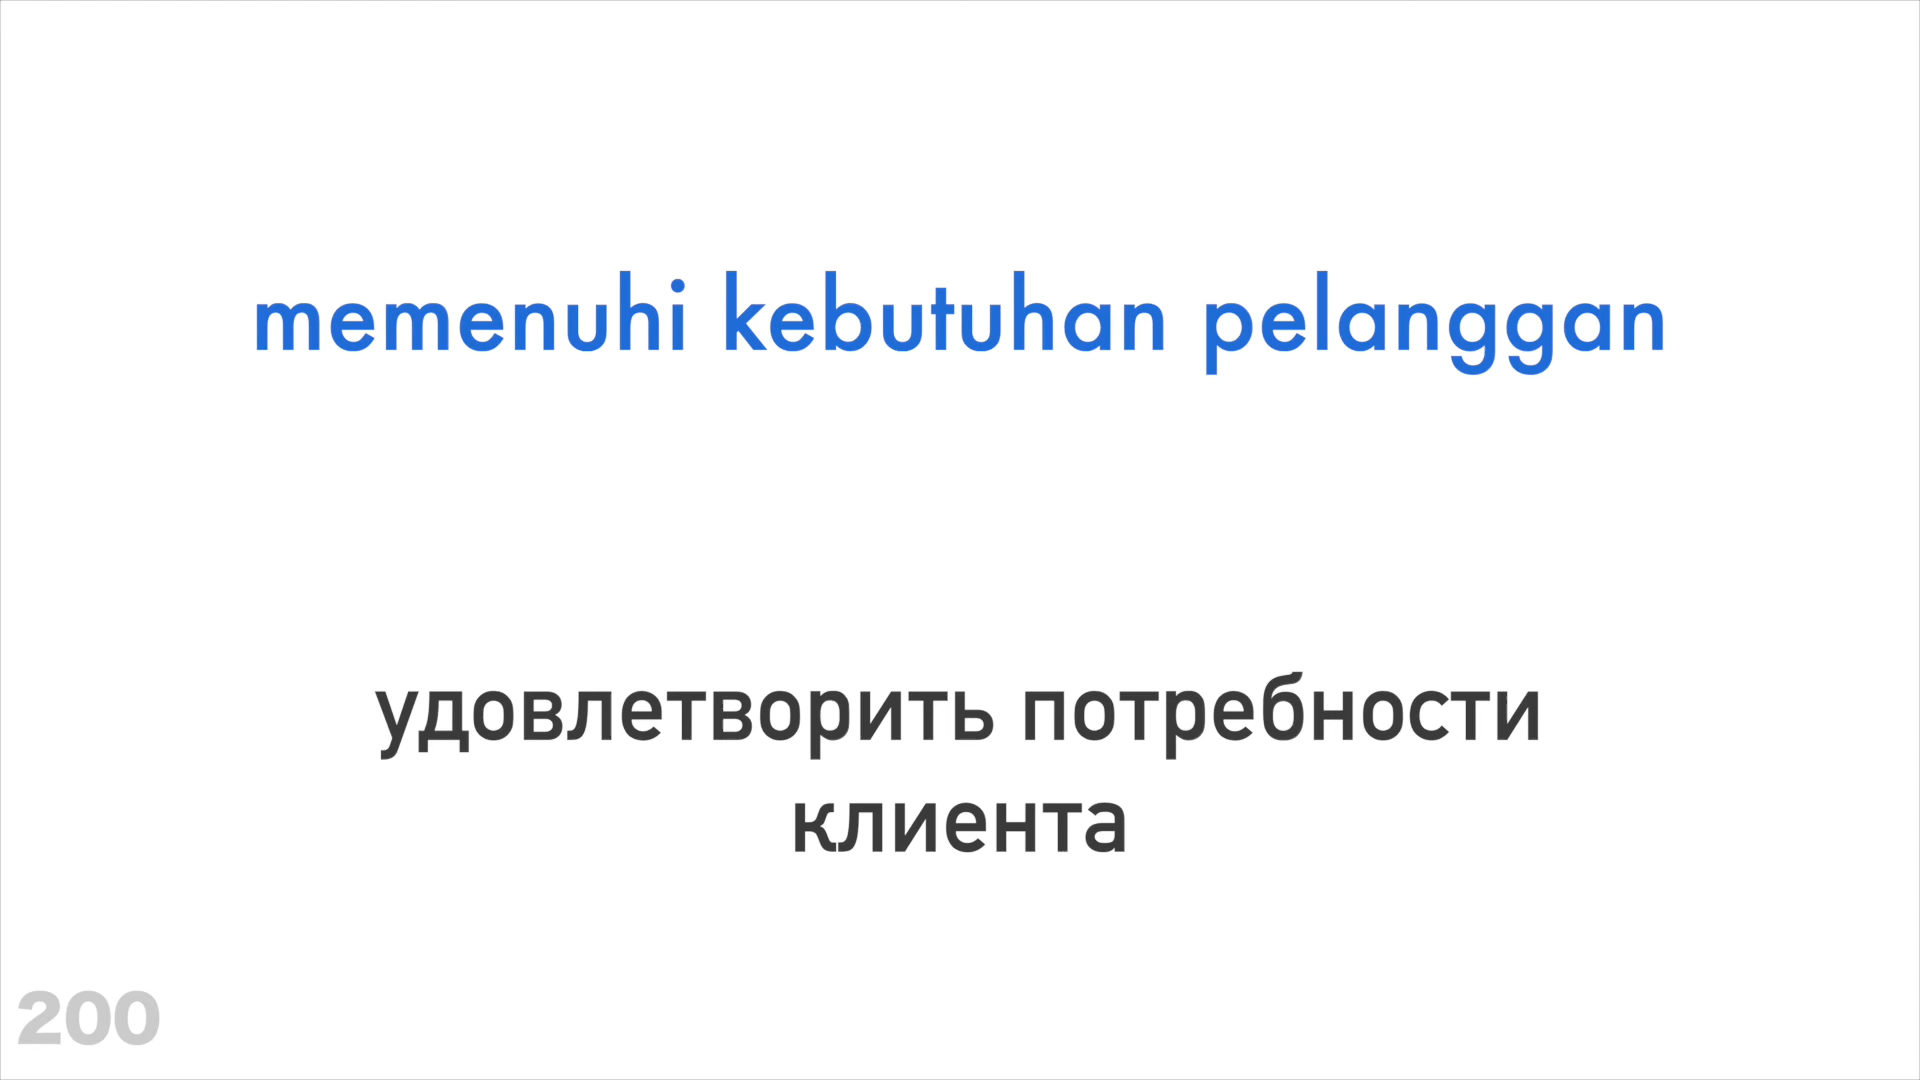 memenuhi kebutuhan pelanggan
удовлетворить потребности
клиента
200